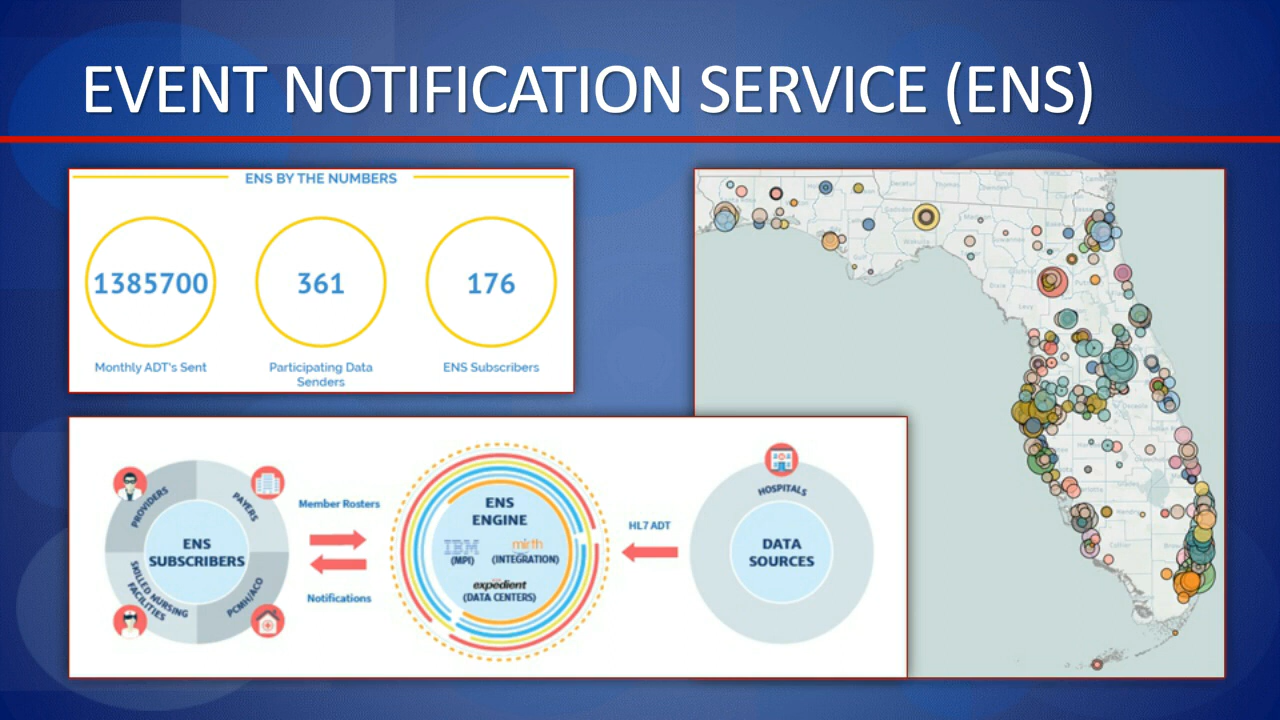 EVENT NOTIFICATION SERVICE (ENS)
ENS BY THE NUMBERS
1385700
361
176
Monthly ADT's Sent
Participating Data
Senders
ENS Subscribers
PROVIDERS
PAYERS
ENS
SUBSCRIBERS
SKILLED NURSING
FACILITIES
PCMH/ACO
Member Rosters
Notifications
ENS
ENGINE
IBM
(MPI)
mirth
(INTEGRATION)
expedient
(DATA CENTERS)
HL7 ADT
HOSPITALS
DATA
SOURCES